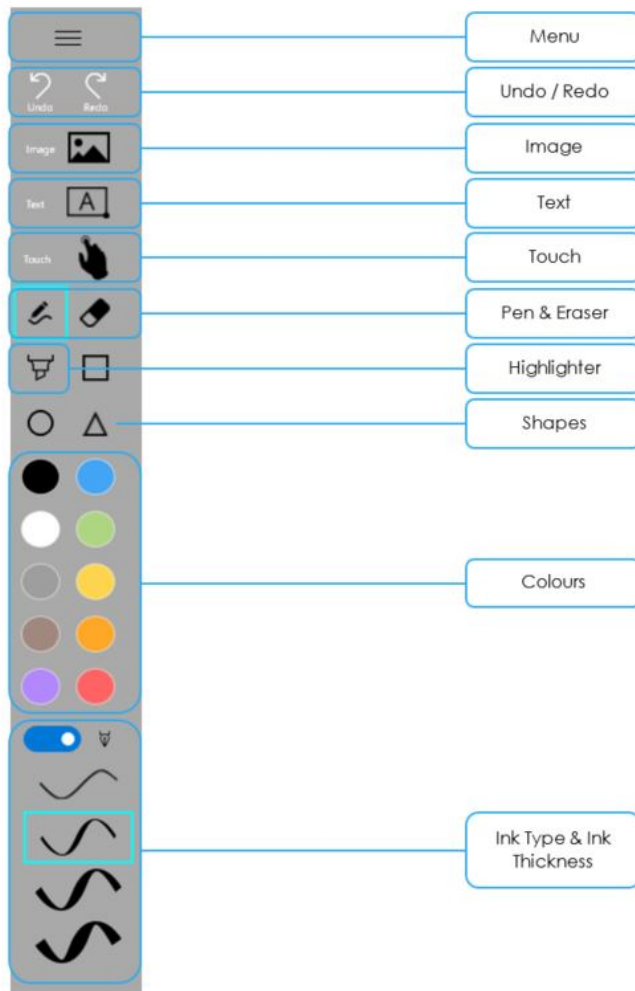 Menu
Undo Redo
Undo / Redo
Image
Image
Text
A
Text
Touch
Touch
Pen & Eraser
Highlighter
Shapes
Colours
Ink Type & Ink
Thickness